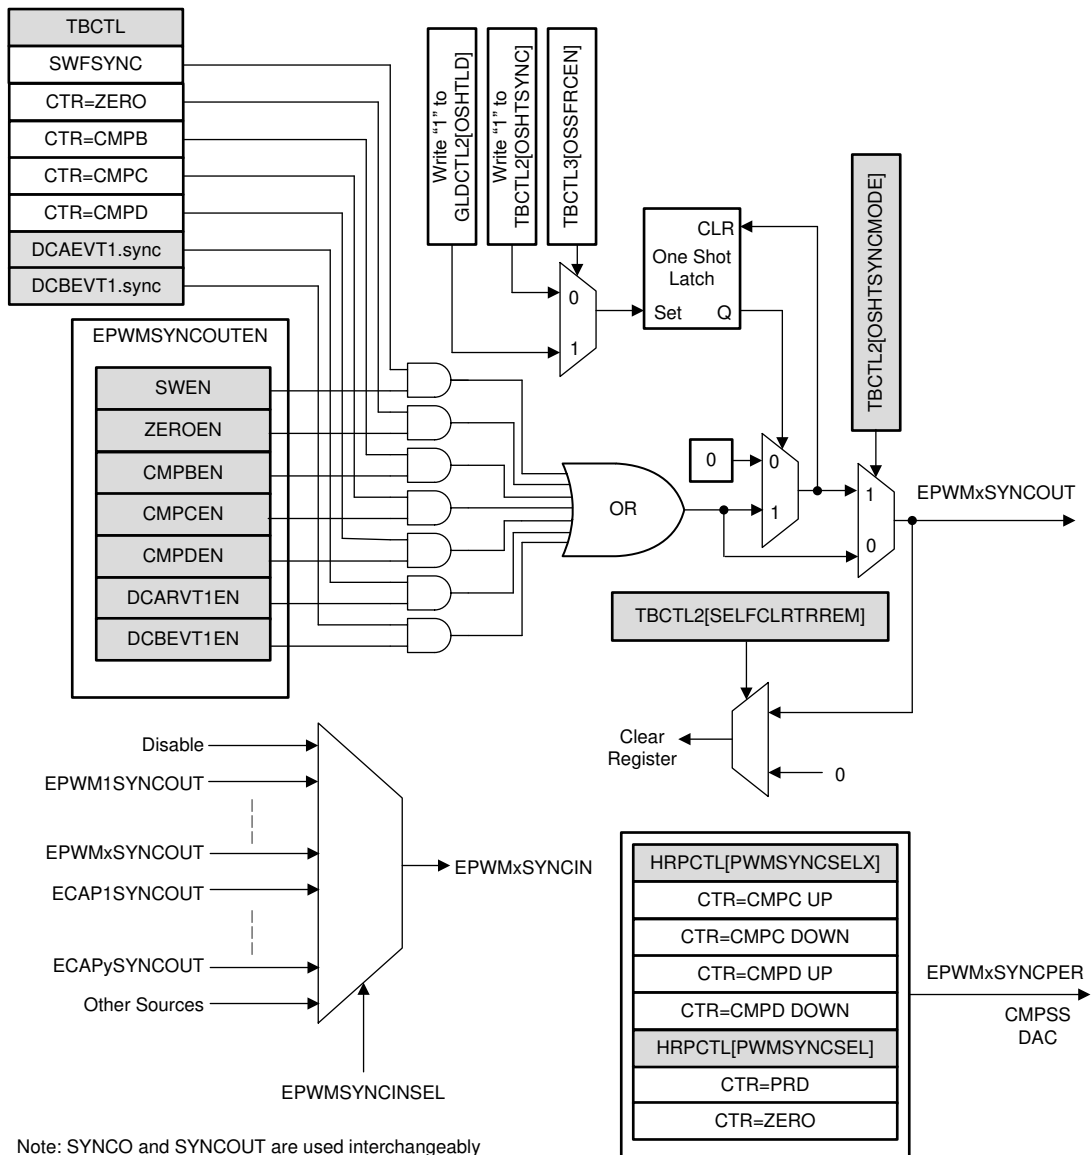 TBCTL
SWFSYNC
CTR=ZERO
CTR=CMPB
CTR=CMPC
CTR=CMPD
DCAEVT1.sync
DCBEVT1.sync
EPWMSYNCOUTEN
SWEN
ZEROEN
CMPBEN
CMPCEN
CMPDEN
DCARVT1EN
DCBEVT1EN
Write “1” to
GLDCTL2[OSHTLD]
Write “1” to
TBCTL2[OSHTSYNC]
TBCTL3[OSSFRCEN]
0
1
CLR
One Shot
Latch
Set Q
TBCTL2[OSHTSYNCMODE]
OR
0
0
1
1
0
EPWMxSYNCOUT
TBCTL2[SELFCLRTRREM]
Clear
Register
0
Disable
EPWM1SYNCOUT
EPWMxSYNCOUT
ECAP1SYNCOUT
ECAPySYNCOUT
Other Sources
EPWMxSYNCIN
EPWMSYNCINSEL
HRPCTL[PWMSYNCSELX]
CTR=CMPC UP
CTR=CMPC DOWN
CTR=CMPD UP
CTR=CMPD DOWN
HRPCTL[PWMSYNCSEL]
CTR=PRD
CTR=ZERO
EPWMxSYNCPER
CMPSS
DAC
Note: SYNCO and SYNCOUT are used interchangeably